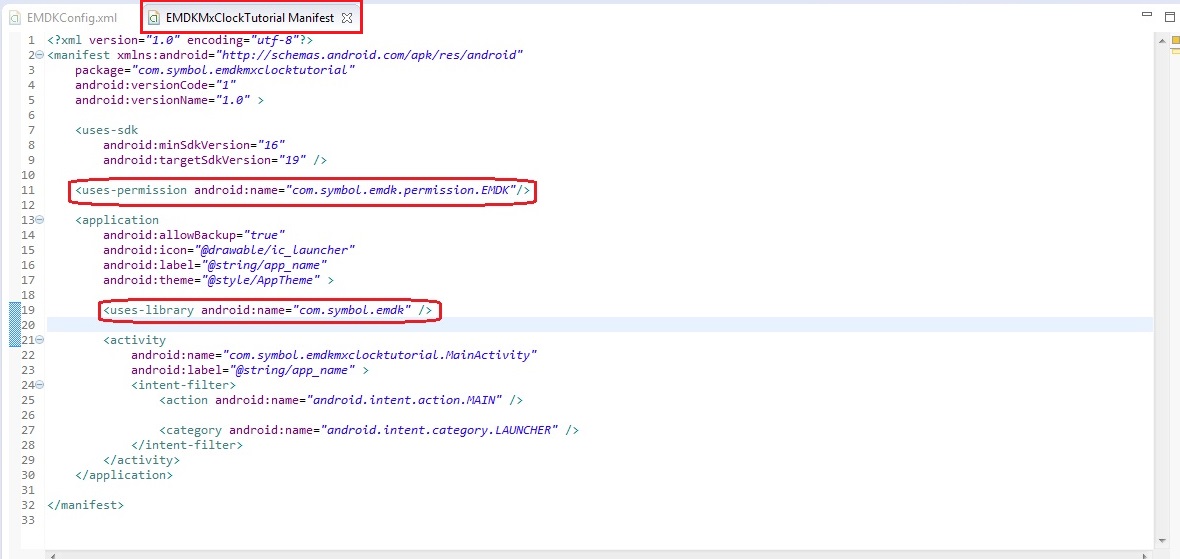 EMDKConfig.xml EMDKMxClockTutorial Manifest
1 <?xml version="1.0" encoding="utf-8"?>
2 <manifest xmlns:android="http://schemas.android.com/apk/res/android"
3 package="com.symbol.emdkmxclocktutorial"
4 android:versionCode="1"
5 android:versionName="1.0" >
6
7 <uses-sdk
8 android:minSdkVersion="16"
9 android:targetSdkVersion="19" />
10
11 <uses-permission android:name="com.symbol.emdk.permission.EMDK"/>
12
13 <application
14 android:allowBackup="true"
15 android:icon="@drawable/ic_launcher"
16 android:label="@string/app_name"
17 android:theme="@style/AppTheme" >
18
19 <uses-library android:name="com.symbol.emdk" />
20
21 <activity
22 android:name="com.symbol.emdkmxclocktutorial.MainActivity"
23 android:label="@string/app_name" >
24 <intent-filter>
25 <action android:name="android.intent.action.MAIN" />
26
27 <category android:name="android.intent.category.LAUNCHER" />
28 </intent-filter>
29 </activity>
30 </application>
31
32 </manifest>
33